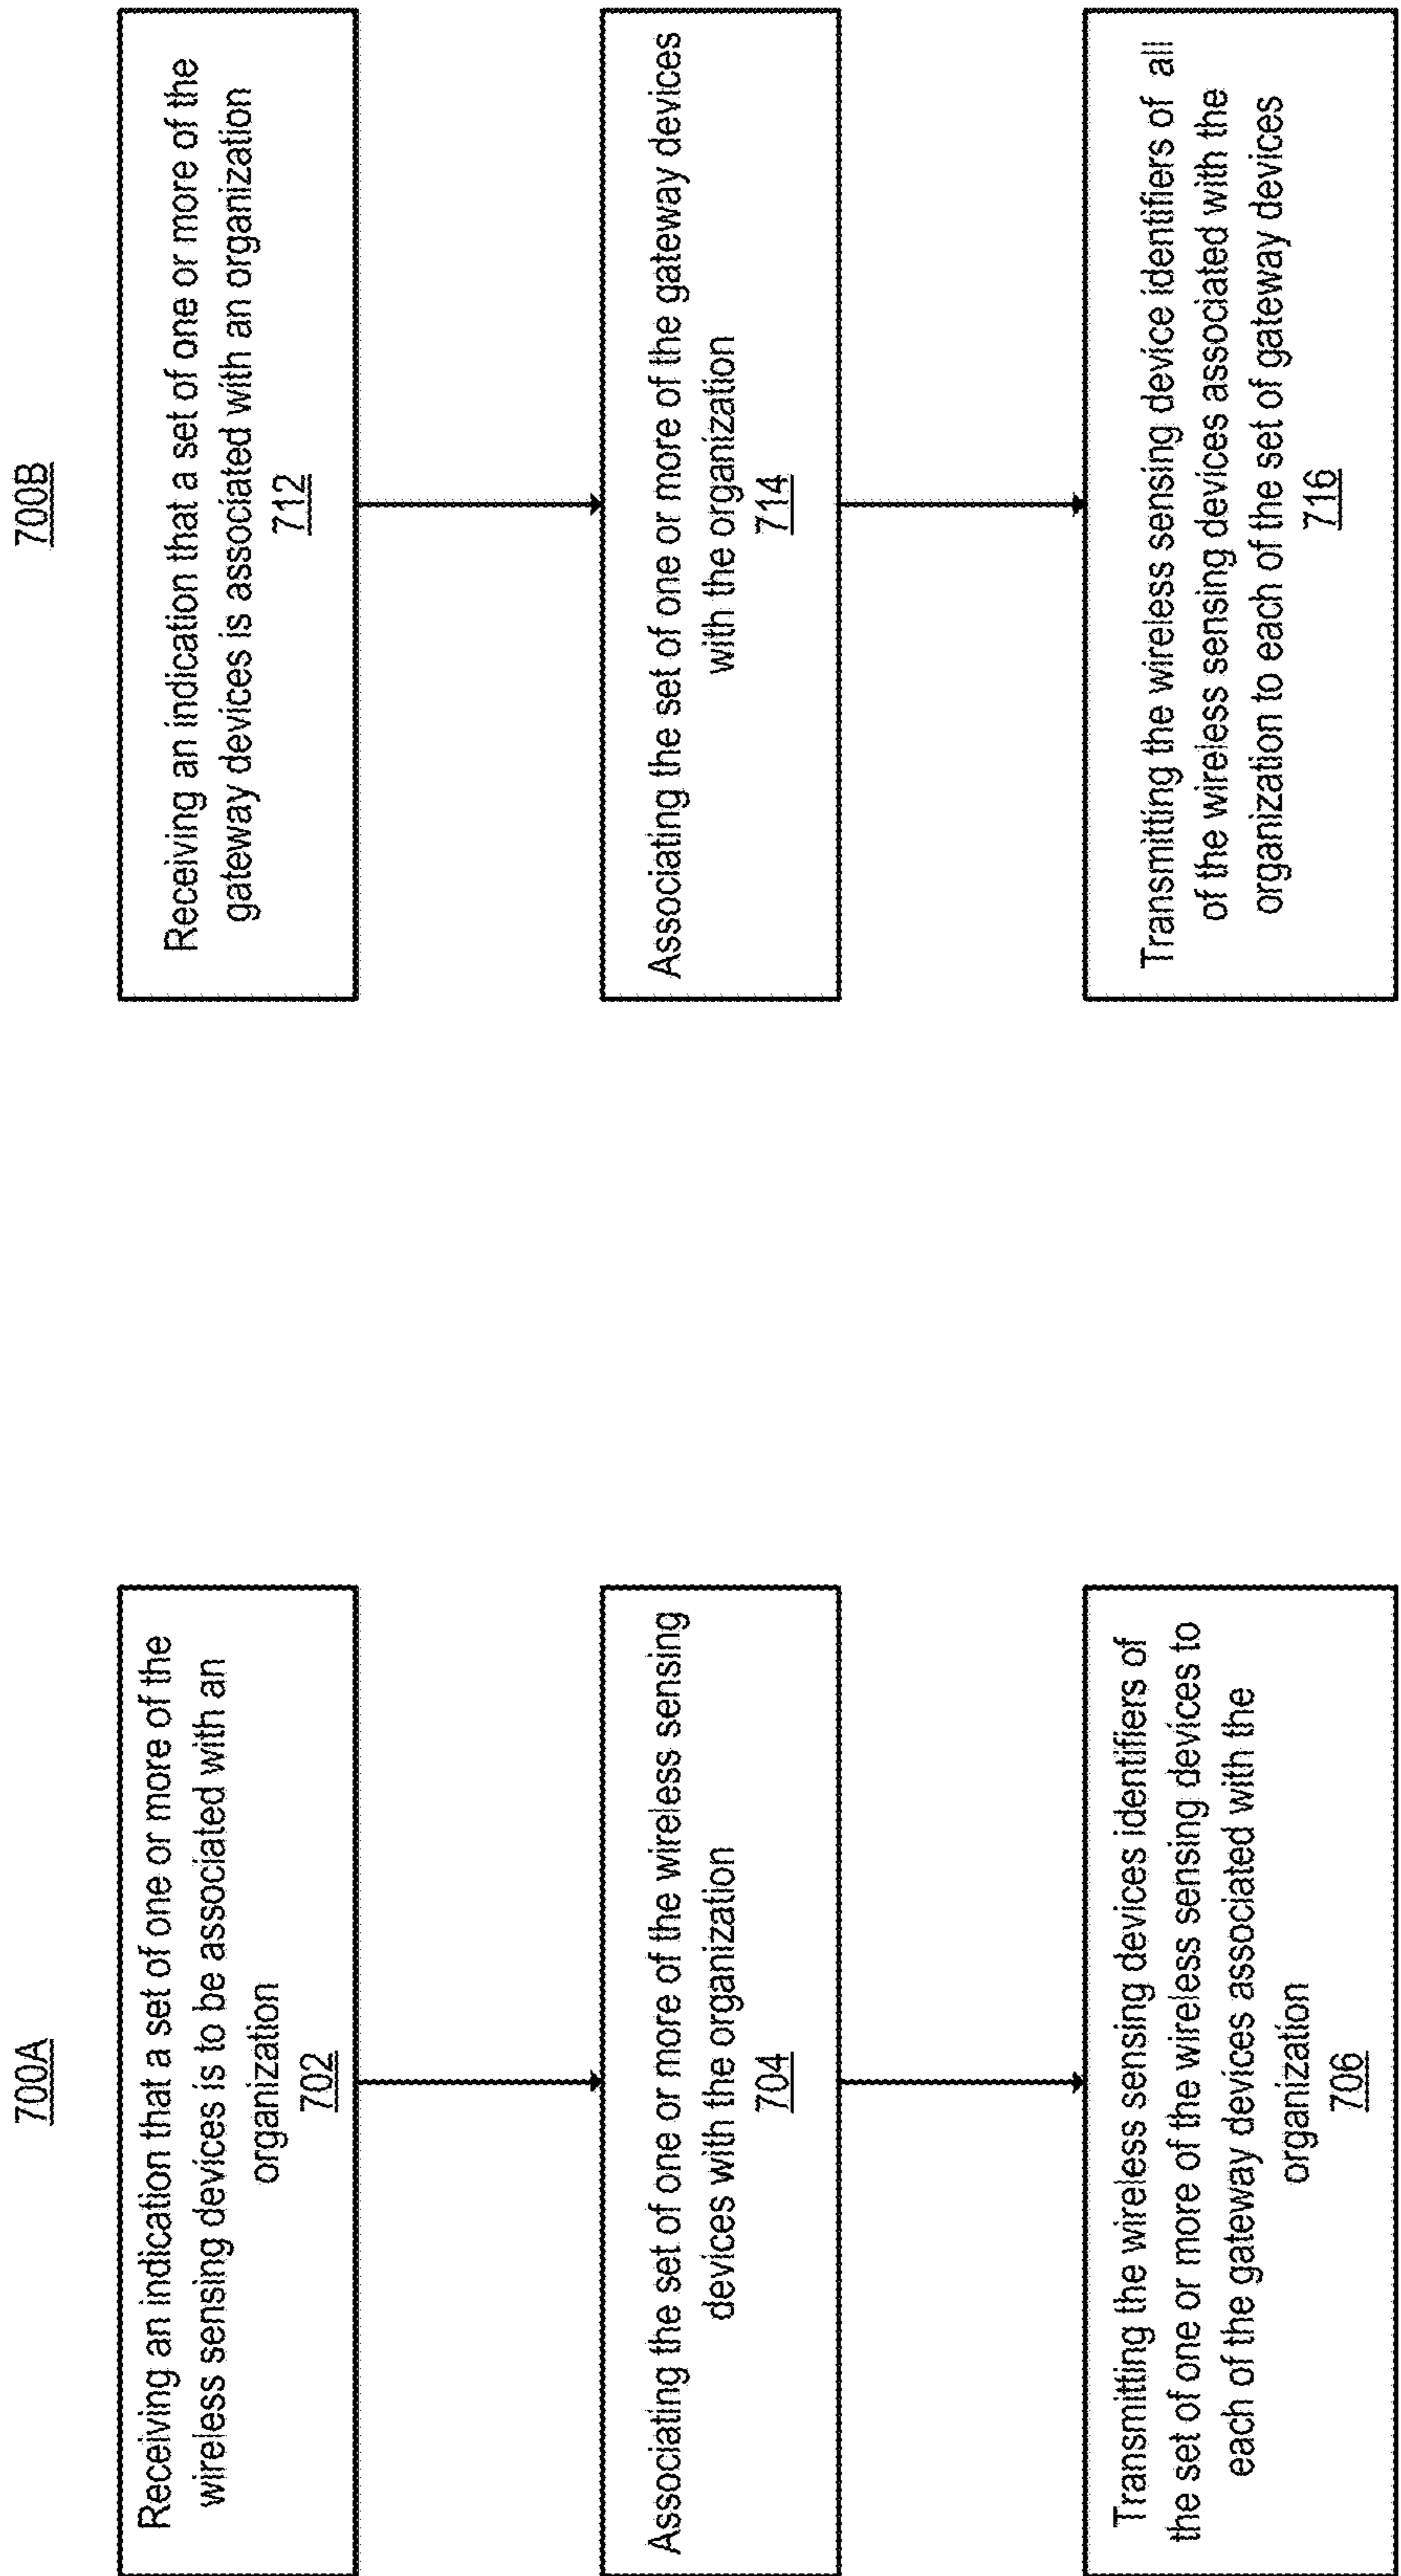 700A
Receiving an indication that a set of one or more of the
wireless sensing devices is to be associated with an
organization
702
Associating the set of one or more of the wireless sensing
devices with the organization
704
Transmitting the wireless sensing devices identifiers of
the set of one or more of the wireless sensing devices to
each of the gateway devices associated with the
organization
706
700B
Receiving an indication that a set of one or more of the
gateway devices is associated with an organization
712
Associating the set of one or more of the gateway devices
with the organization
714
Transmitting the wireless sensing device identifiers of all
of the wireless sensing devices associated with the
organization to each of the set of gateway devices
716